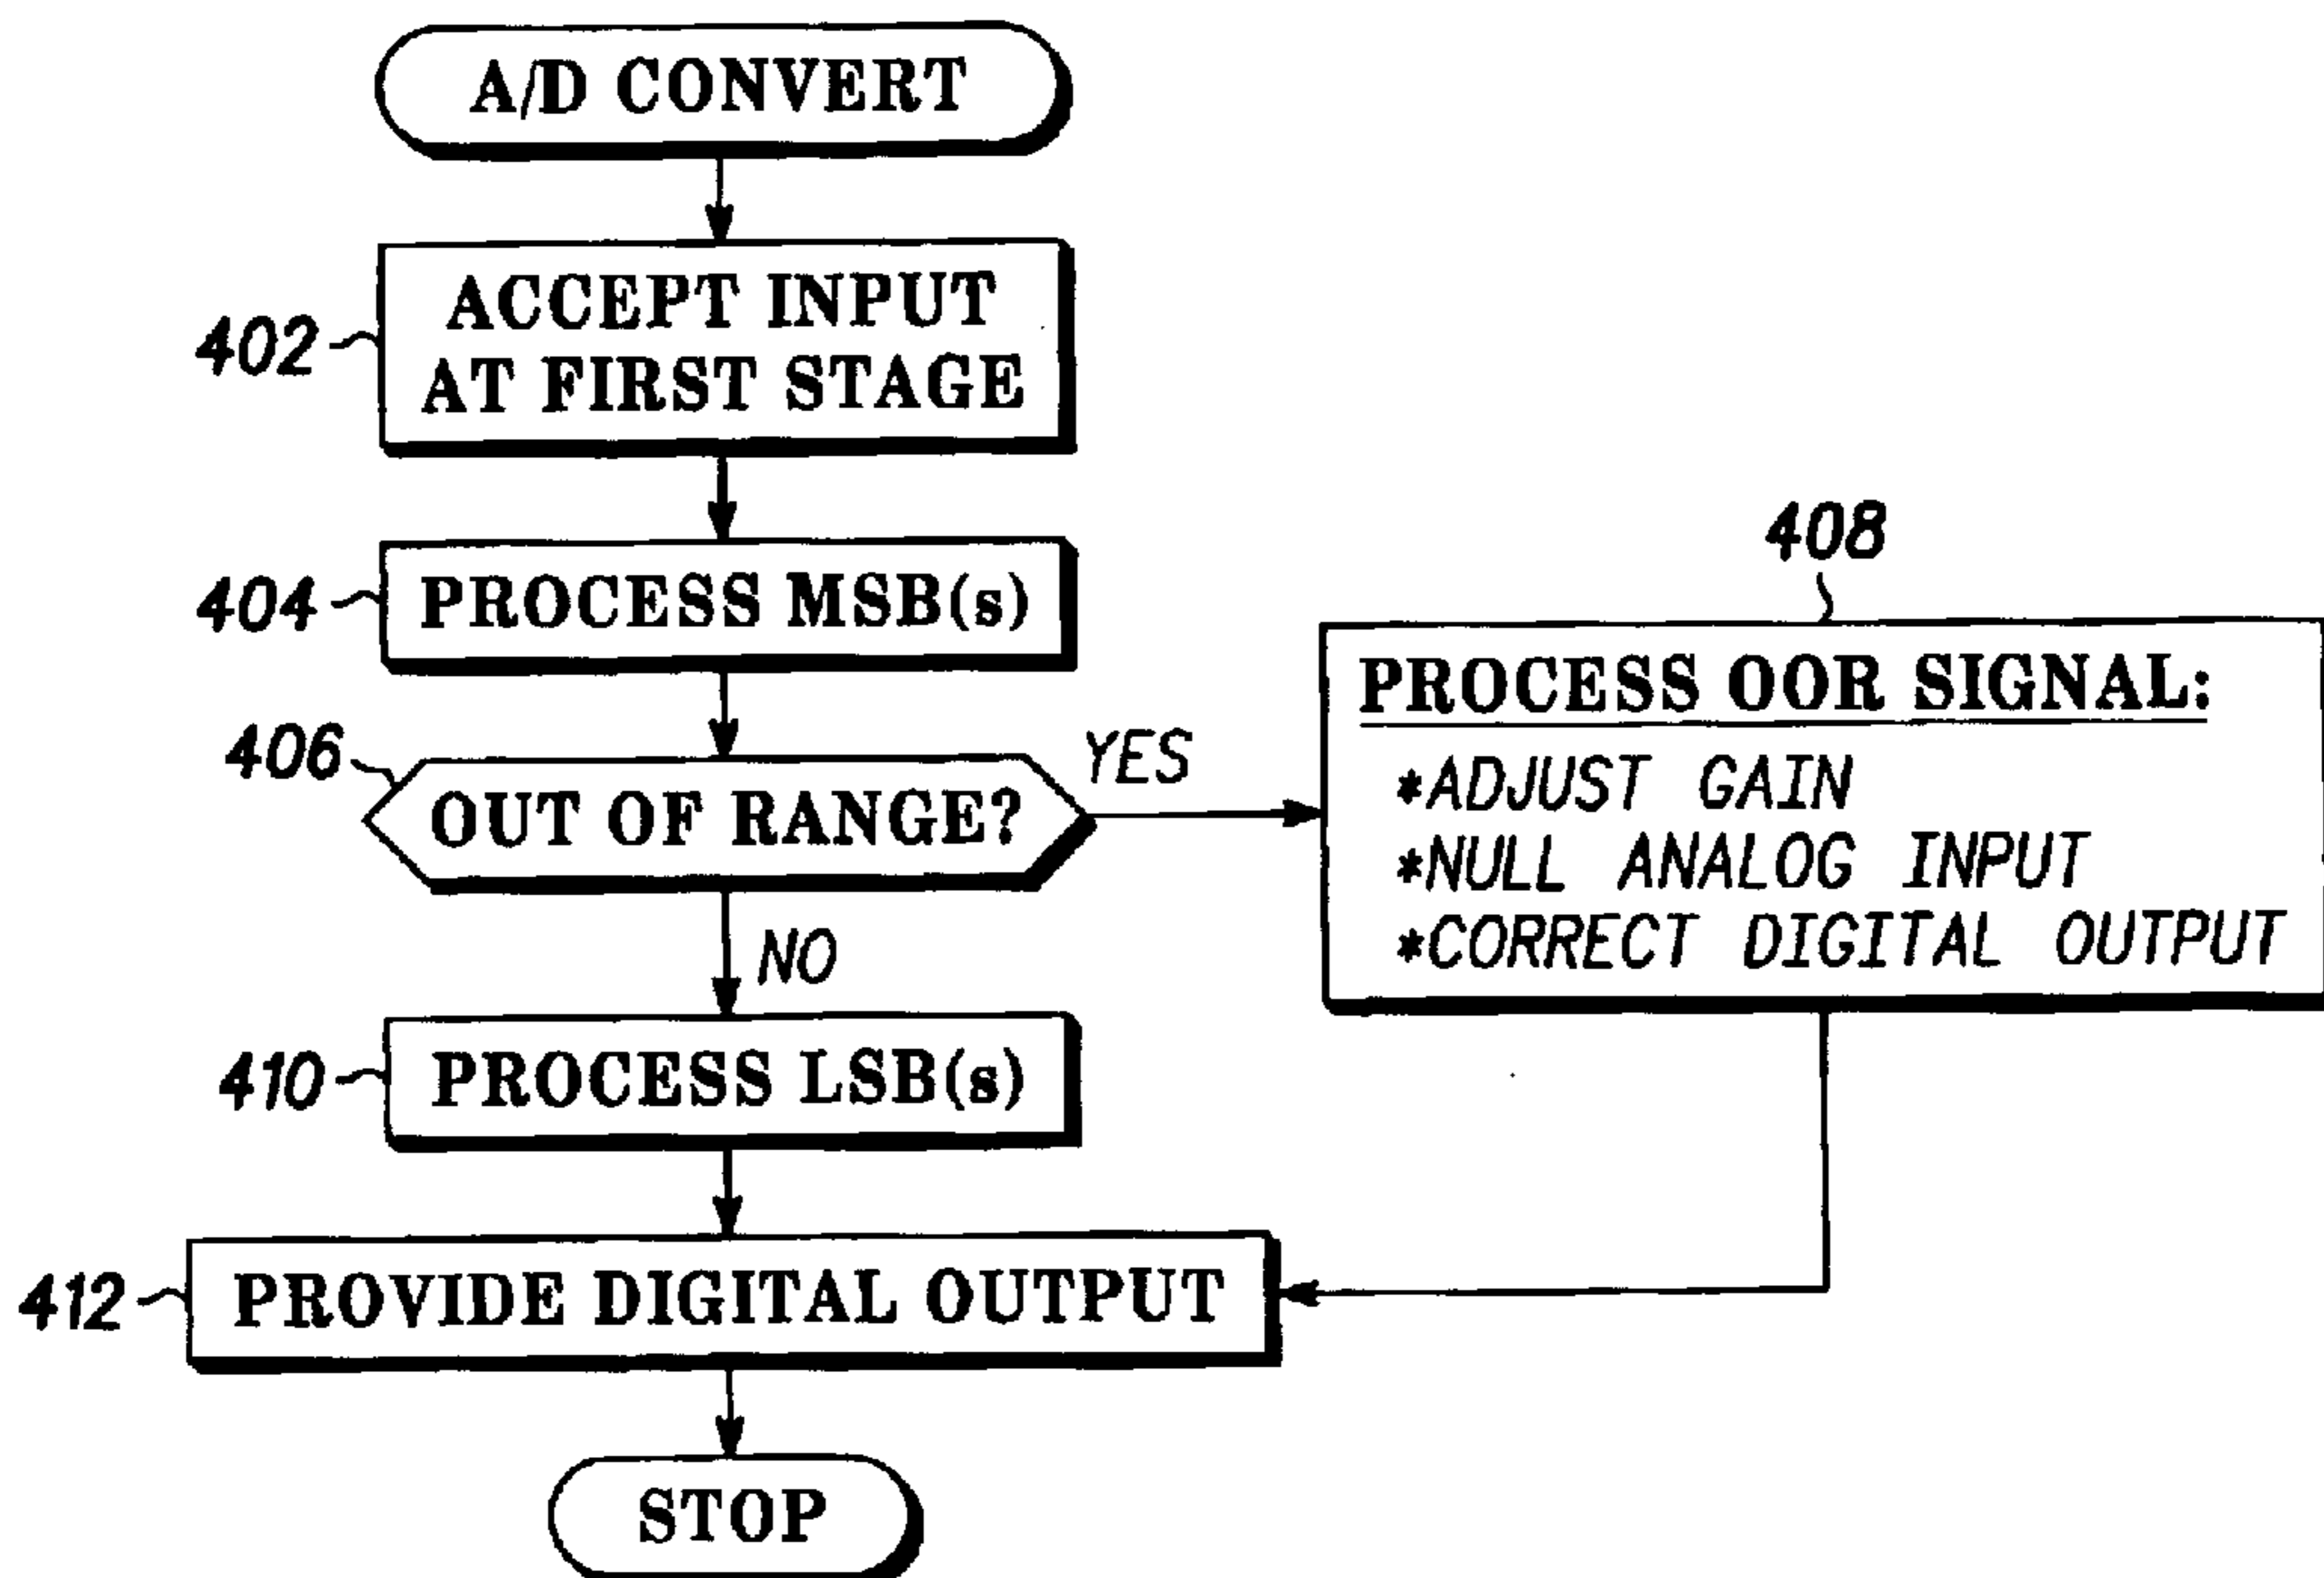 A/D CONVERT
402
ACCEPT INPUT
AT FIRST STAGE
404
PROCESS MSB(s)
406
OUT OF RANGE?
YES
408
PROCESS OOR SIGNAL:
*ADJUST GAIN
*NULL ANALOG INPUT
*CORRECT DIGITAL OUTPUT
NO
410
PROCESS LSB(s)
412
PROVIDE DIGITAL OUTPUT
STOP